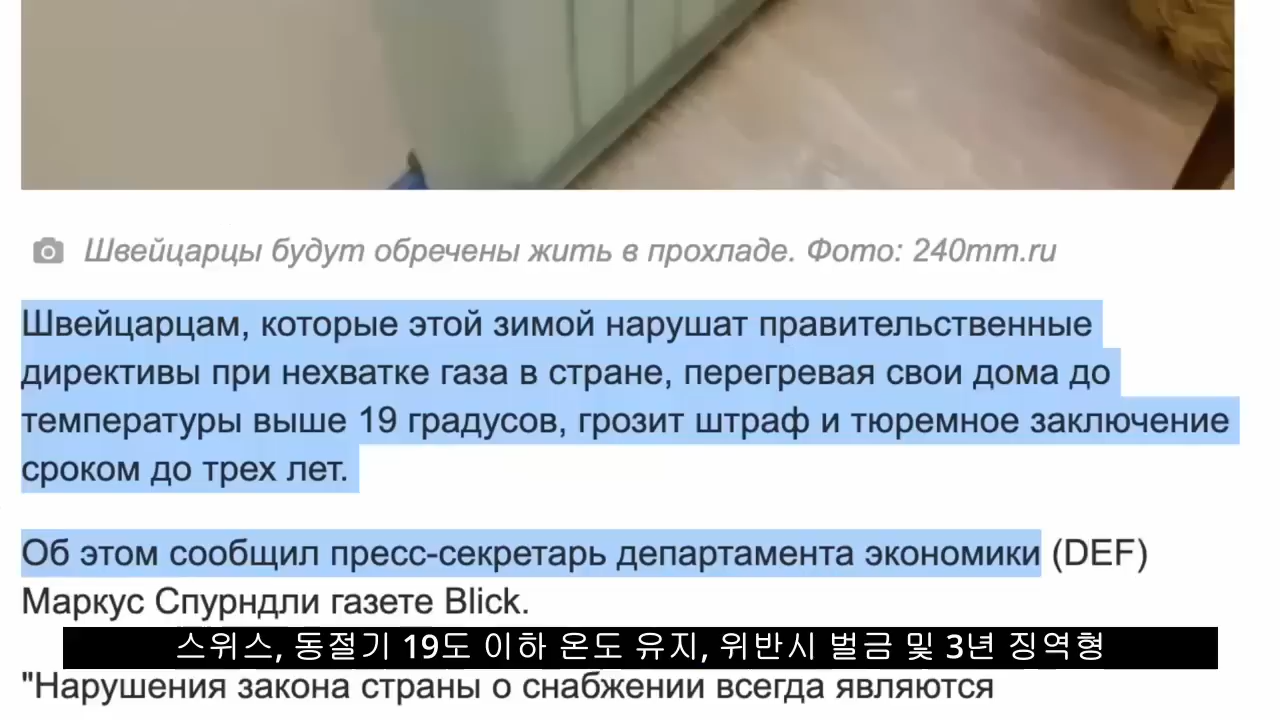 Швейцарцы будут обречены жить в прохладе. Фото: 240mm.ru
Швейцарцам, которые этой зимой нарушат правительственные
директивы при нехватке газа в стране, перегревая свои дома до
температуры выше 19 градусов, грозит штраф и тюремное заключение
сроком до трех лет.
Об этом сообщил пресс-секретарь департамента экономики (DEF)
Маркус Спурндли газете Blick.
스위스, 동절기 19도 이하 온도 유지, 위반시 벌금 및 3년 징역형
"Нарушения закона страны о снабжении всегда являются